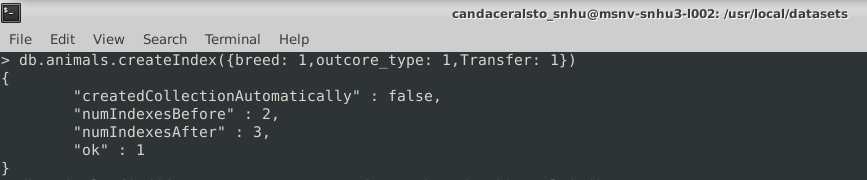 candaceralsto_snhu@msnv-snhu3-l002: /usr/local/datasets
File Edit View Search Terminal Help
> db.animals.createIndex({breed: 1,outcore_type: 1,Transfer: 1})
{
        "createdCollectionAutomatically" : false,
        "numIndexesBefore" : 2,
        "numIndexesAfter" : 3,
        "ok" : 1
}